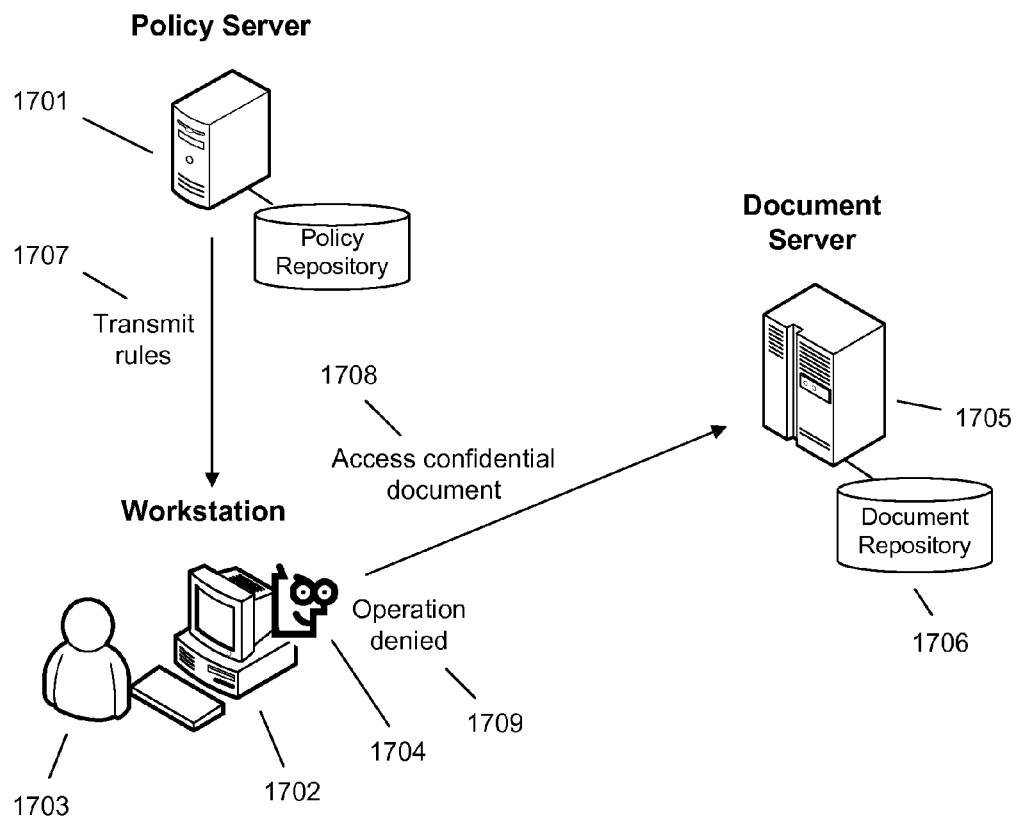 Policy Server
1701
Policy
Repository
1707
Transmit
rules
Document
Server
1708
1705
Access confidential
document
Workstation
Document
Repository
Operation
denied
1706
1709
1704
1702
1703